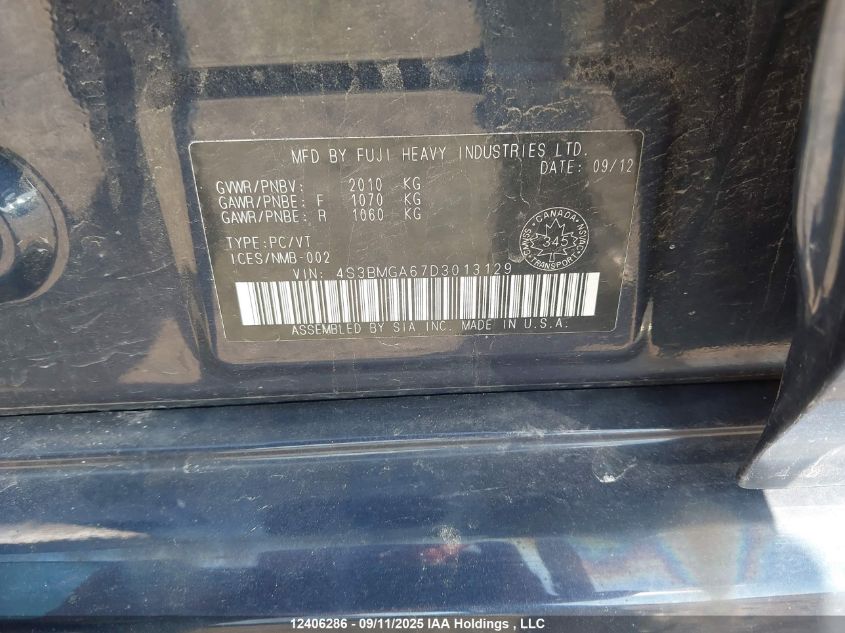 MFD BY FUJI HEAVY INDUSTRIES LTD.
DATE: 09/12
GVWR/PNBV: 2010 KG
GAWR/PNBE: F 1070 KG
GAWR/PNBE: R 1060 KG
TYPE:PC/VT
ICES/NMB-002
CANADA
345
TRANSPORT
VIN: 4S3BMGA67D3013129
ASSEMBLED BY SIA INC. MADE IN U.S.A.
12406286 - 09/11/2025 IAA Holdings , LLC